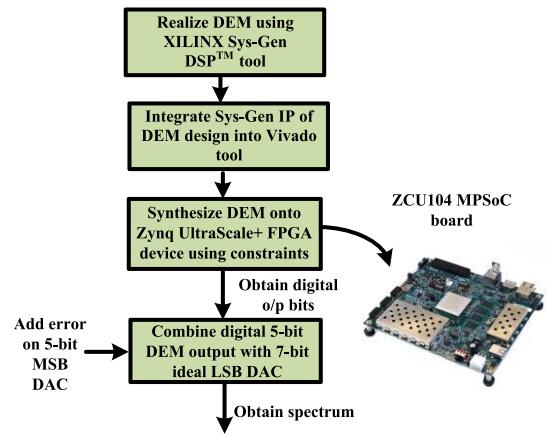 Realize DEM using
XILINX Sys-Gen
DSP™ tool
Integrate Sys-Gen IP of
DEM design into Vivado
tool
Synthesize DEM onto
Zynq UltraScale+ FPGA
device using constraints
ZCU104 MPSoC
board
Obtain digital
o/p bits
Add error
on 5-bit
MSB
DAC
Combine digital 5-bit
DEM output with 7-bit
ideal LSB DAC
Obtain spectrum